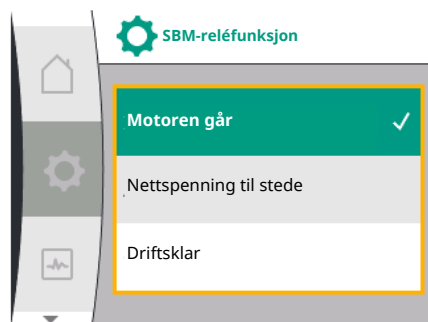 SBM-reléfunksjon
Motoren går
Nettspenning til stede
Driftsklar